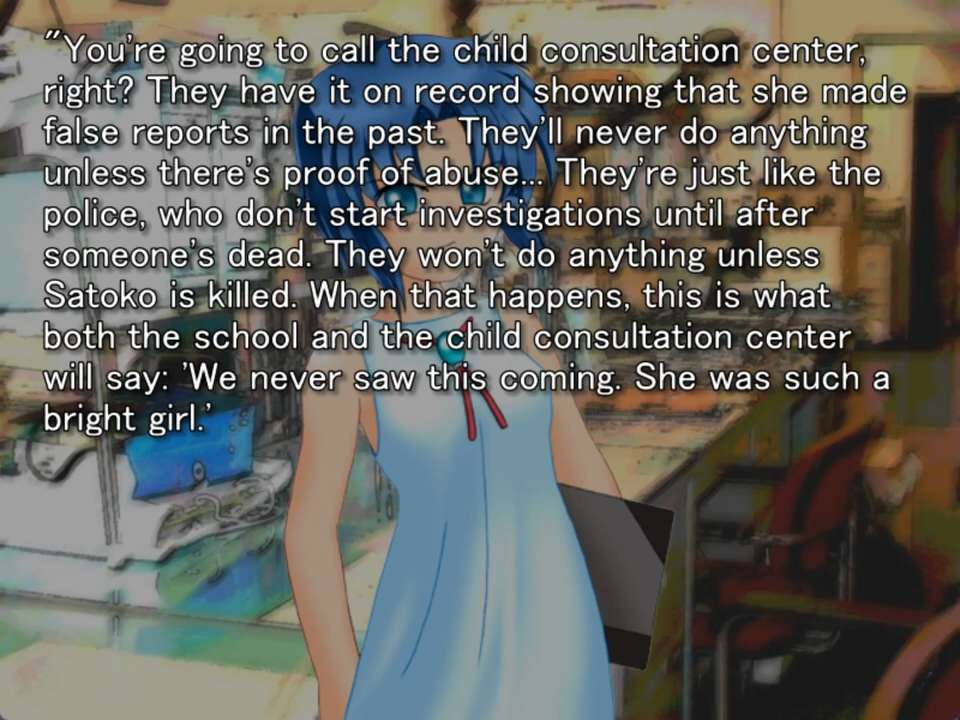 "You're going to call the child consultation center,
right? They have it on record showing that she made
false reports in the past. They'll never do anything
unless there's proof of abuse... They're just like the
police, who don't start investigations until after
someone's dead. They won't do anything unless
Satoko is killed. When that happens, this is what
both the school and the child consultation center
will say: 'We never saw this coming. She was such a
bright girl.'